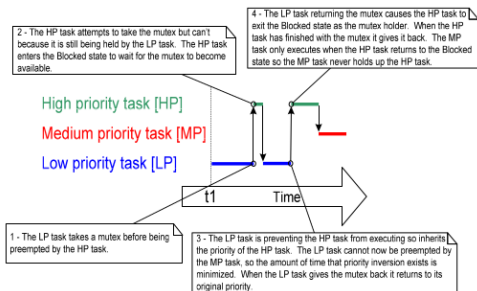 2 - The HP task attempts to take the mutex but can't
because it is still being held by the LP task. The HP task
enters the Blocked state to wait for the mutex to become
available.
4 - The LP task returning the mutex causes the HP task to
exit the Blocked state as the mutex holder. When the HP
task has finished with the mutex it gives it back. The MP
task only executes when the HP task returns to the Blocked
state so the MP task never holds up the HP task.
High priority task [HP]
Medium priority task [MP]
Low priority task [LP]
t1
Time
1 - The LP task takes a mutex before being
preempted by the HP task.
3 - The LP task is preventing the HP task from executing so inherits
the priority of the HP task. The LP task cannot now be preempted by
the MP task, so the amount of time that priority inversion exists is
minimized. When the LP task gives the mutex back it returns to its
original priority.